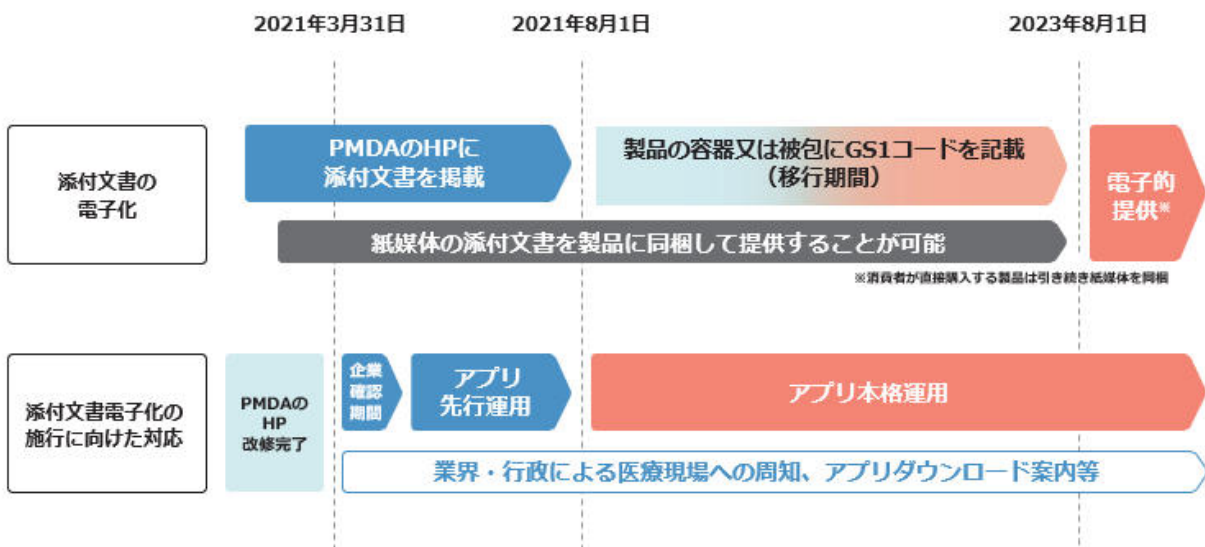 2021年3月31日
2021年8月1日
2023年8月1日
添付文書の
電子化
PMDAのHPに
添付文書を掲載
製品の容器又は被包にGS1コードを記載
（移行期間）
電子的
提供※
紙媒体の添付文書を製品に同梱して提供することが可能
※消費者が直接購入する製品は引き続き紙媒体を同梱
添付文書電子化の
施行に向けた対応
PMDAの
HP
改修完了
企業
確認
期間
アプリ
先行運用
アプリ本格運用
業界・行政による医療現場への周知、アプリダウンロード案内等